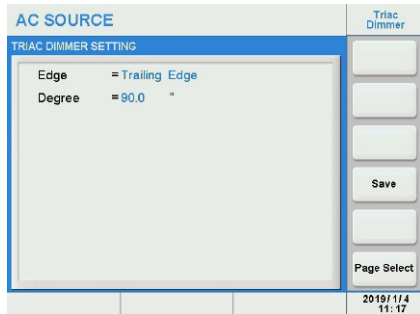 AC SOURCE
Triac
Dimmer
TRIAC DIMMER SETTING
Edge =Trailing Edge
Degree =90.0 °
Save
Page Select
2019/ 1/ 4
11: 17